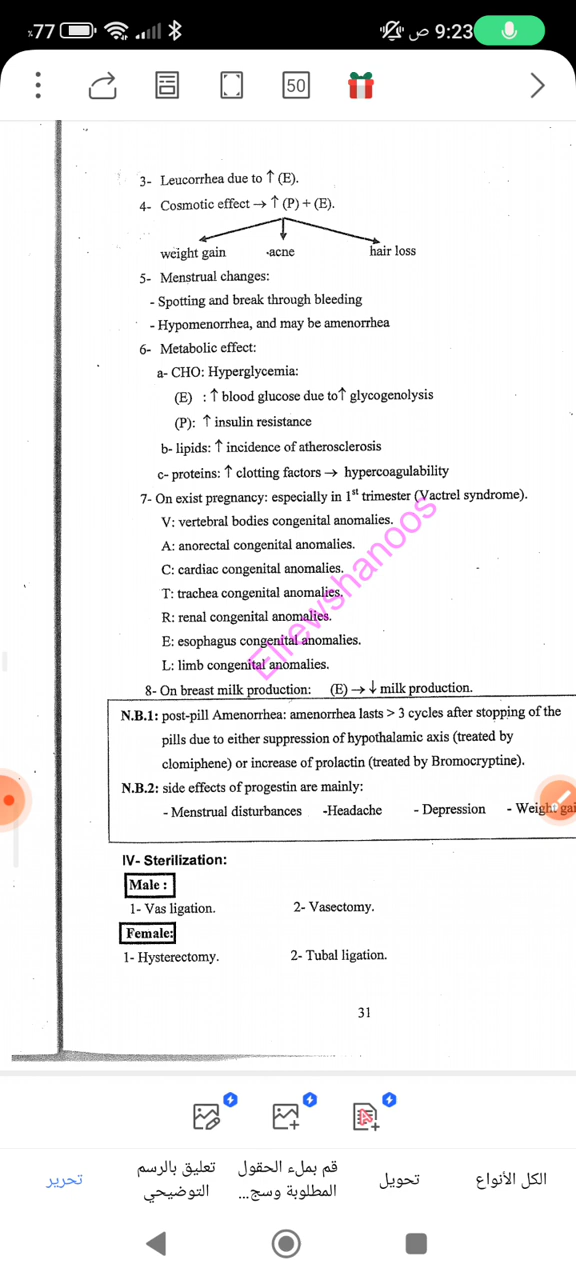 %77
9:23 ص
50
3- Leucorrhea due to ↑ (E).
4- Cosmotic effect → ↑ (P) + (E).
weight gain -acne hair loss
5- Menstrual changes:
- Spotting and break through bleeding
- Hypomenorrhea, and may be amenorrhea
6- Metabolic effect:
a- CHO: Hyperglycemia:
(E) : ↑ blood glucose due to↑ glycogenolysis
(P): ↑ insulin resistance
b- lipids: ↑ incidence of atherosclerosis
c- proteins: ↑ clotting factors → hypercoagulability
7- On exist pregnancy: especially in 1st trimester (Vactrel syndrome).
V: vertebral bodies congenital anomalies.
A: anorectal congenital anomalies.
C: cardiac congenital anomalies.
T: trachea congenital anomalies.
R: renal congenital anomalies.
E: esophagus congenital anomalies.
L: limb congenital anomalies.
Elrewshanoos
8- On breast milk production: (E) → ↓ milk production.
N.B.1: post-pill Amenorrhea: amenorrhea lasts > 3 cycles after stopping of the
pills due to either suppression of hypothalamic axis (treated by
clomiphene) or increase of prolactin (treated by Bromocryptine).
N.B.2: side effects of progestin are mainly:
- Menstrual disturbances -Headache - Depression - Weight gai
IV- Sterilization:
Male :
1- Vas ligation. 2- Vasectomy.
Female:
1- Hysterectomy. 2- Tubal ligation.
31
الكل الأنواع
تحويل
قم بملء الحقول
المطلوبة وسج...
تعليق بالرسم
التوضيحي
تحرير